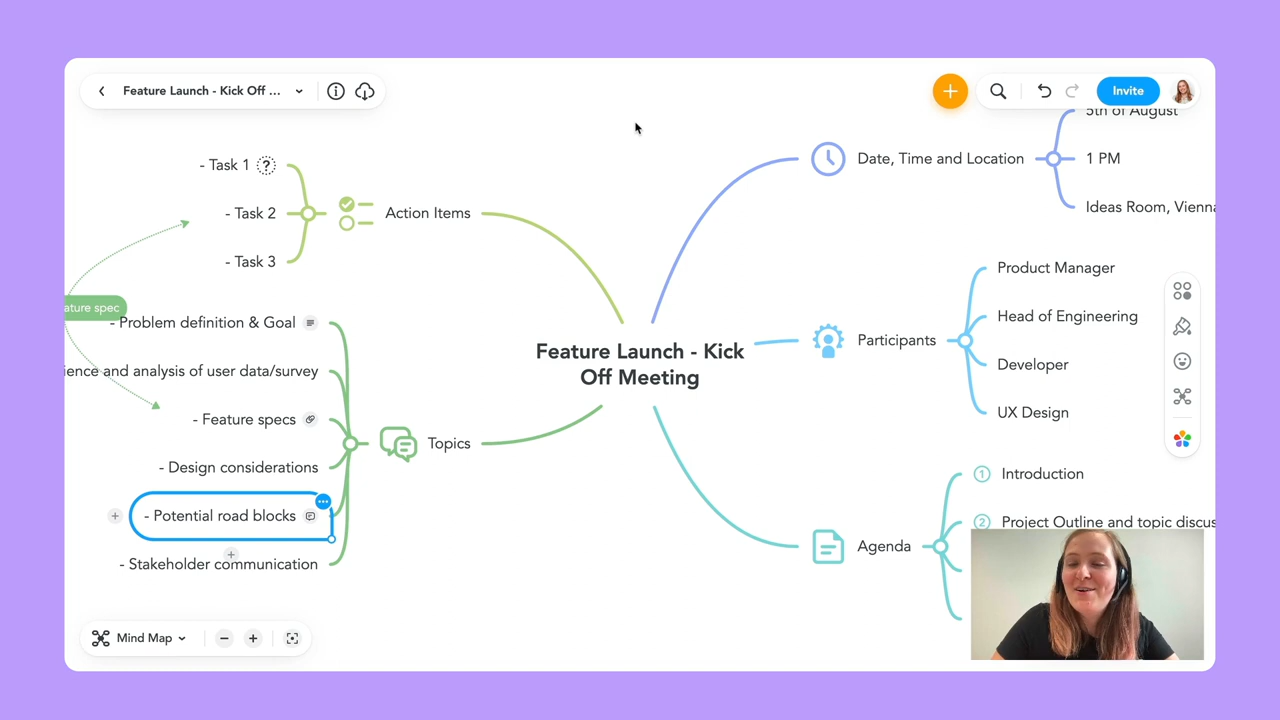 Feature Launch - Kick Off ...
Invite
- Task 1
- Task 2
- Task 3
Action Items
ature spec
- Problem definition & Goal
ience and analysis of user data/survey
- Feature specs
- Design considerations
- Potential road blocks
- Stakeholder communication
Topics
Feature Launch - Kick
Off Meeting
Date, Time and Location
5th of August
1 PM
Ideas Room, Vienna
Participants
Product Manager
Head of Engineering
Developer
UX Design
Agenda
1 Introduction
2 Project Outline and topic discus
Mind Map